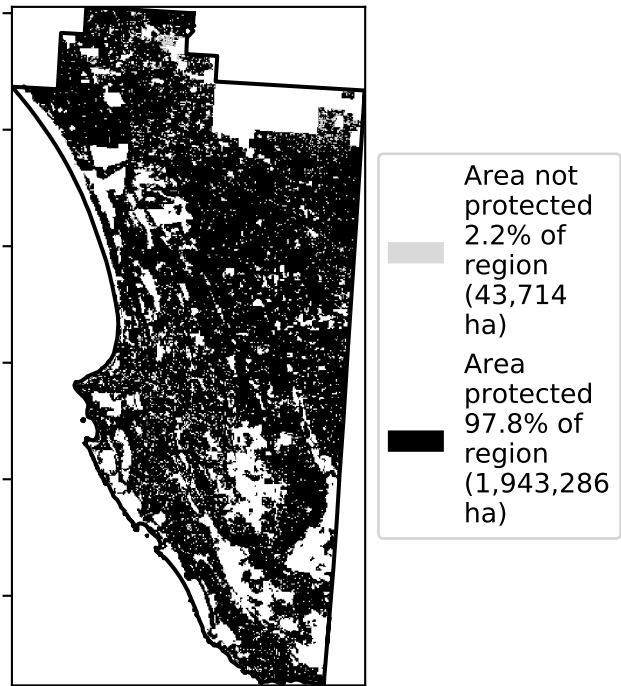 Area not
protected
2.2% of
region
(43,714
ha)
Area
protected
97.8% of
region
(1,943,286
ha)